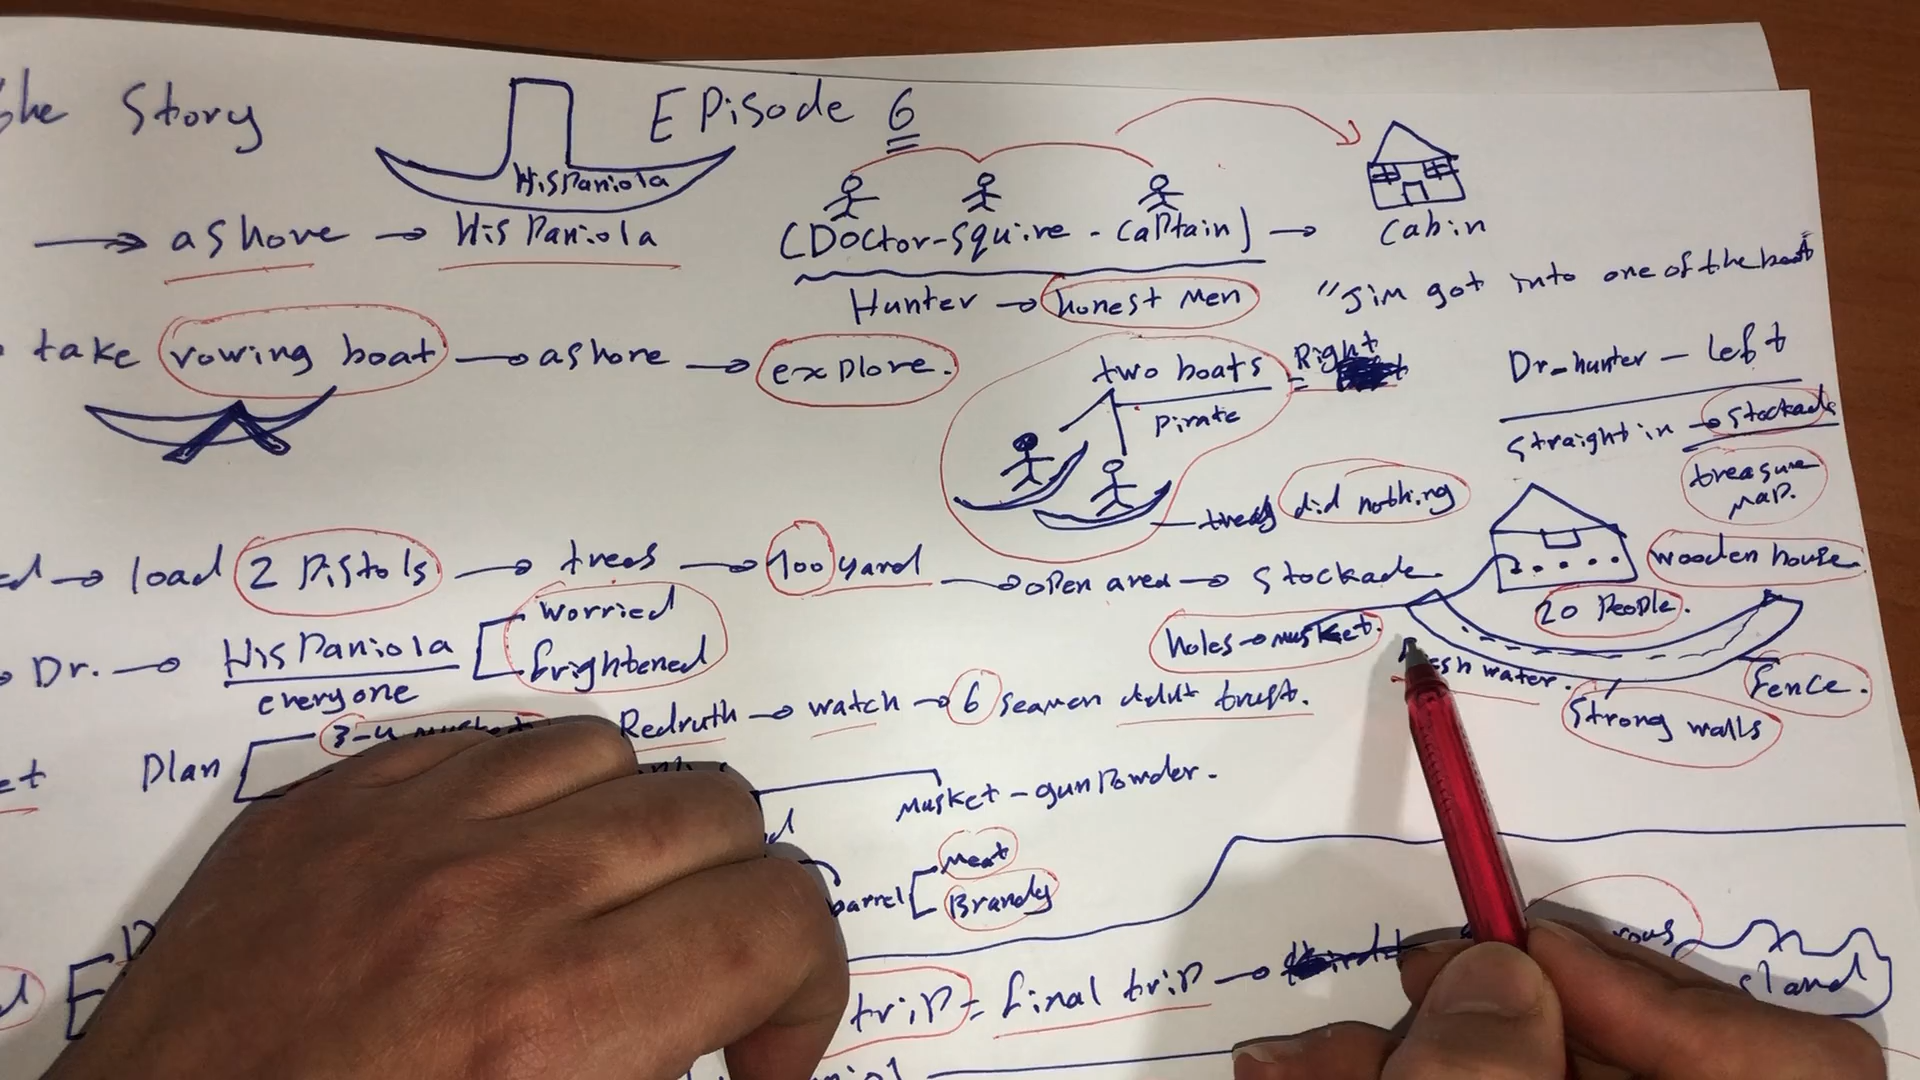 the Story
Episode 6
Hispaniola
ashore → Hispaniola
(Doctor-Squire - Captain) →
Cabin
Hunter → honest men
"Jim got into one of the boat
take rowing boat → ashore → explore.
two boats = Right
Pirate
did nothing
Dr-hunter - left
straight in → stockade
treasure map.
→ load 2 Pistols → trees → 100 yard → open area → stockade
wooden house.
20 People.
holes → musket.
water.
fence.
Strong walls
Dr. → Hispaniola
everyone
worried
frightened
Redruth → watch → 6 seamen didn't trust.
Plan
musket - gunpowder.
barrel
meat
Brandy
trip = final trip →